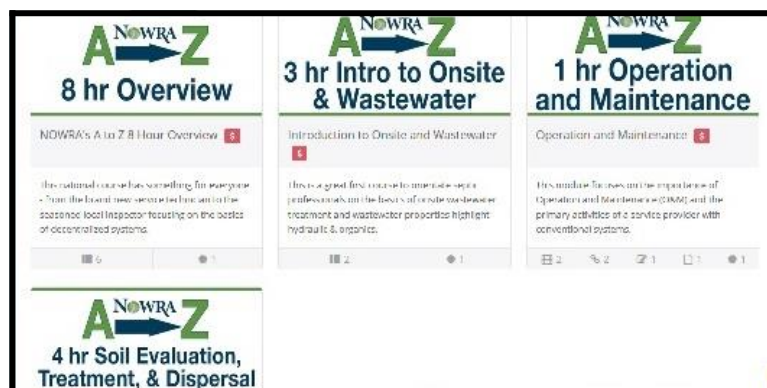 NOWRA
A Z
8 hr Overview
NOWRA's A to Z 8 Hour Overview $
This national course has something for everyone
- from the brand new service technician to the
seasoned local inspector focusing on the basics
of decentralized systems.
6 1
NOWRA
A Z
3 hr Intro to Onsite
& Wastewater
Introduction to Onsite and Wastewater
$
This is a great first course to orientate septic
professionals on the basics of onsite wastewater
treatment and wastewater properties highlight
hydraulic & organics.
2 1
NOWRA
A Z
1 hr Operation
and Maintenance
Operation and Maintenance $
This module focuses on the importance of
Operation and Maintenance (O&M) and the
primary activities of a service provider with
conventional systems.
2 2 1 1 1
NOWRA
A Z
4 hr Soil Evaluation,
Treatment, & Dispersal